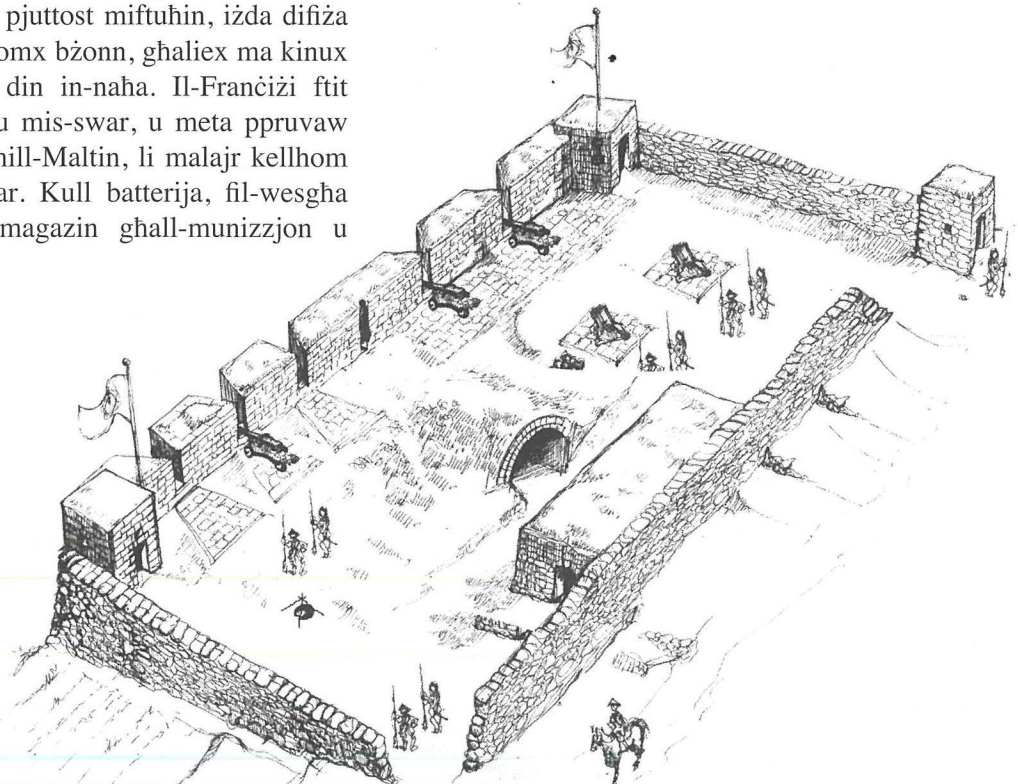 pjuttost miftuħin, iżda difiża
omx bżonn, għaliex ma kinux
din in-naħa. Il-Franċiżi ftit
u mis-swar, u meta ppruvaw
nill-Maltin, li malajr kellhom
ar. Kull batterija, fil-wesgħa
magazin għall-munizzjon u